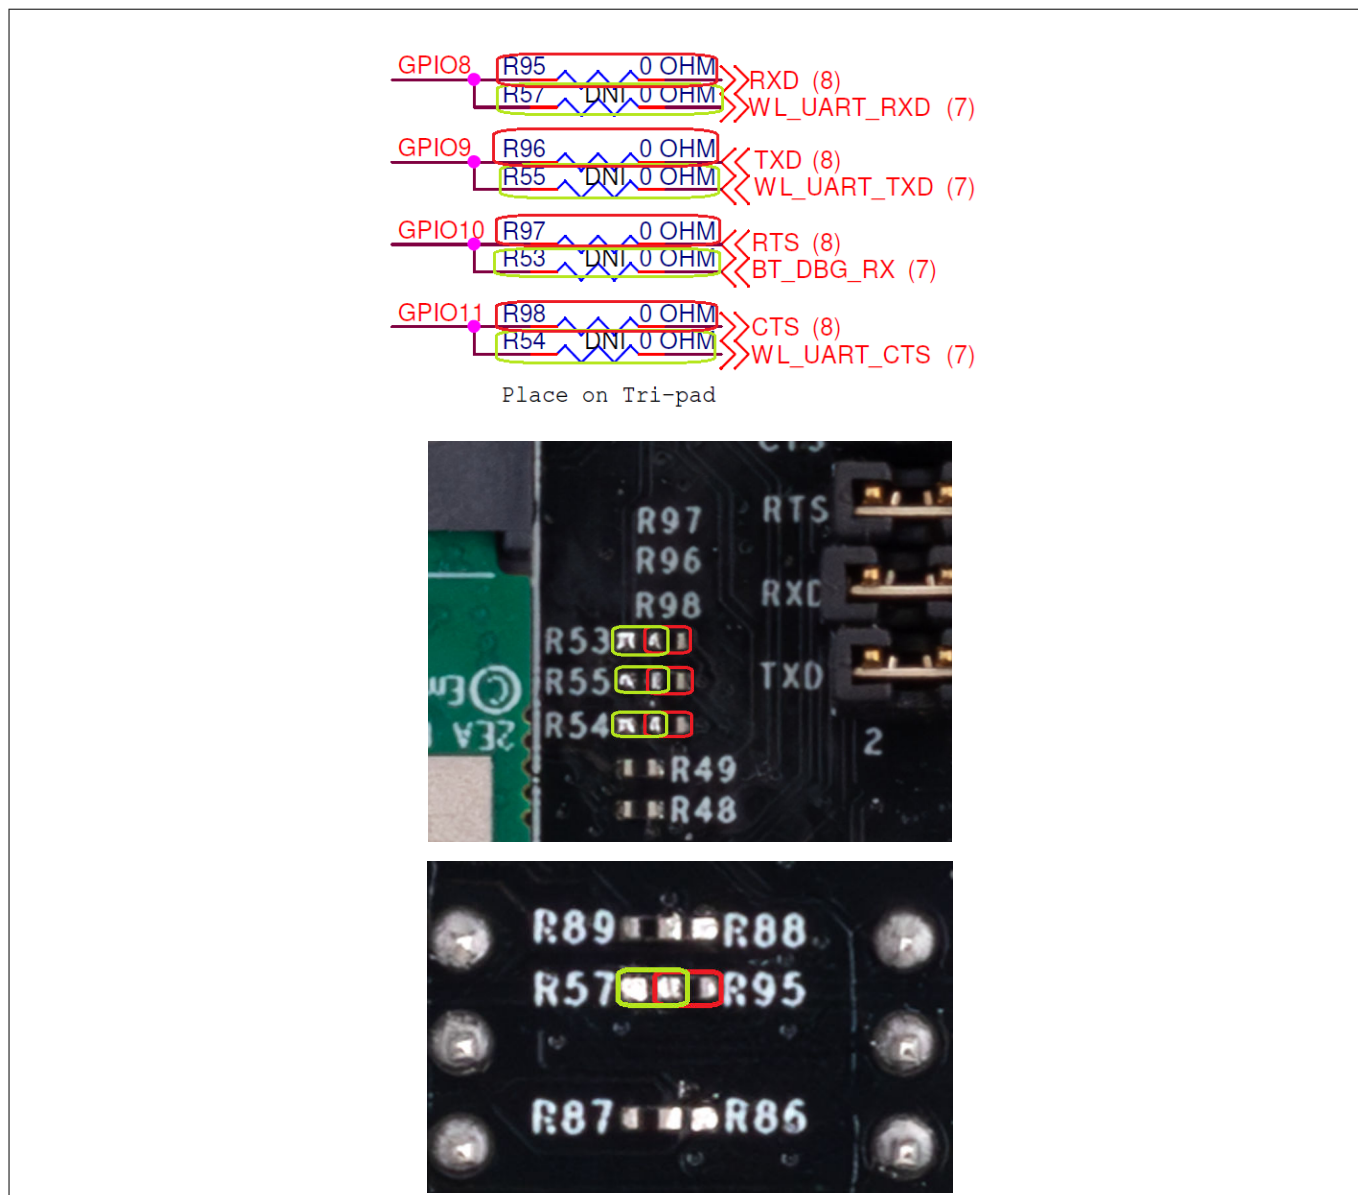 GPIO8 R95 0 OHM RXD (8)
R57 DNI 0 OHM WL_UART_RXD (7)
GPIO9 R96 0 OHM TXD (8)
R55 DNI 0 OHM WL_UART_TXD (7)
GPIO10 R97 0 OHM RTS (8)
R53 DNI 0 OHM BT_DBG_RX (7)
GPIO11 R98 0 OHM CTS (8)
R54 DNI 0 OHM WL_UART_CTS (7)
Place on Tri-pad
CTS
R97 RTS
R96
RXD
R98
R53
R55 TXD
©Em
R54
2EA
2
R49
R48
R89 R88
R57 R95
R87 R86